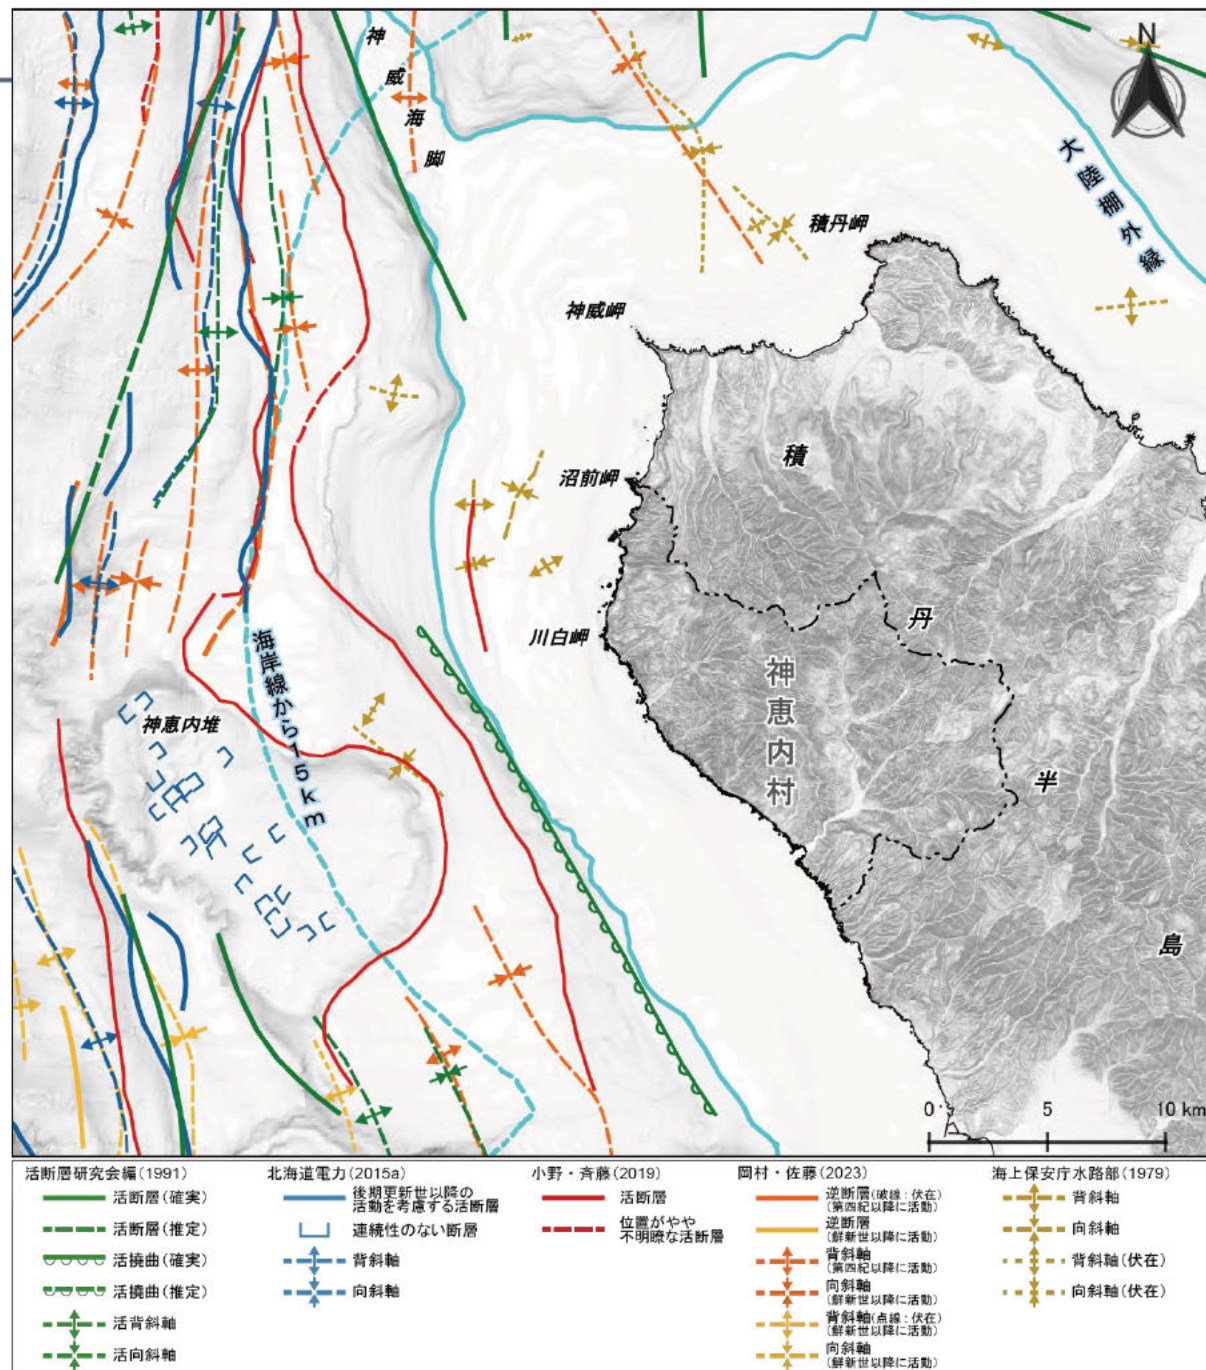 神威海脚
N
大陸棚外縁
積丹岬
神威岬
積
沼前岬
丹
川白岬
海岸線から15km
神恵内村
神恵内堆
半
島
0 5 10 km
活断層研究会編(1991)
活断層(確実)
活断層(推定)
活撓曲(確実)
活撓曲(推定)
活背斜軸
活向斜軸
北海道電力(2015a)
後期更新世以降の
活動を考慮する活断層
連続性のない断層
背斜軸
向斜軸
小野・斉藤(2019)
活断層
位置がやや
不明瞭な活断層
岡村・佐藤(2023)
逆断層(破線:伏在)
(第四紀以降に活動)
逆断層
(鮮新世以降に活動)
背斜軸
(第四紀以降に活動)
向斜軸
(鮮新世以降に活動)
背斜軸(点線:伏在)
(鮮新世以降に活動)
向斜軸
(鮮新世以降に活動)
海上保安庁水路部(1979)
背斜軸
向斜軸
背斜軸(伏在)
向斜軸(伏在)